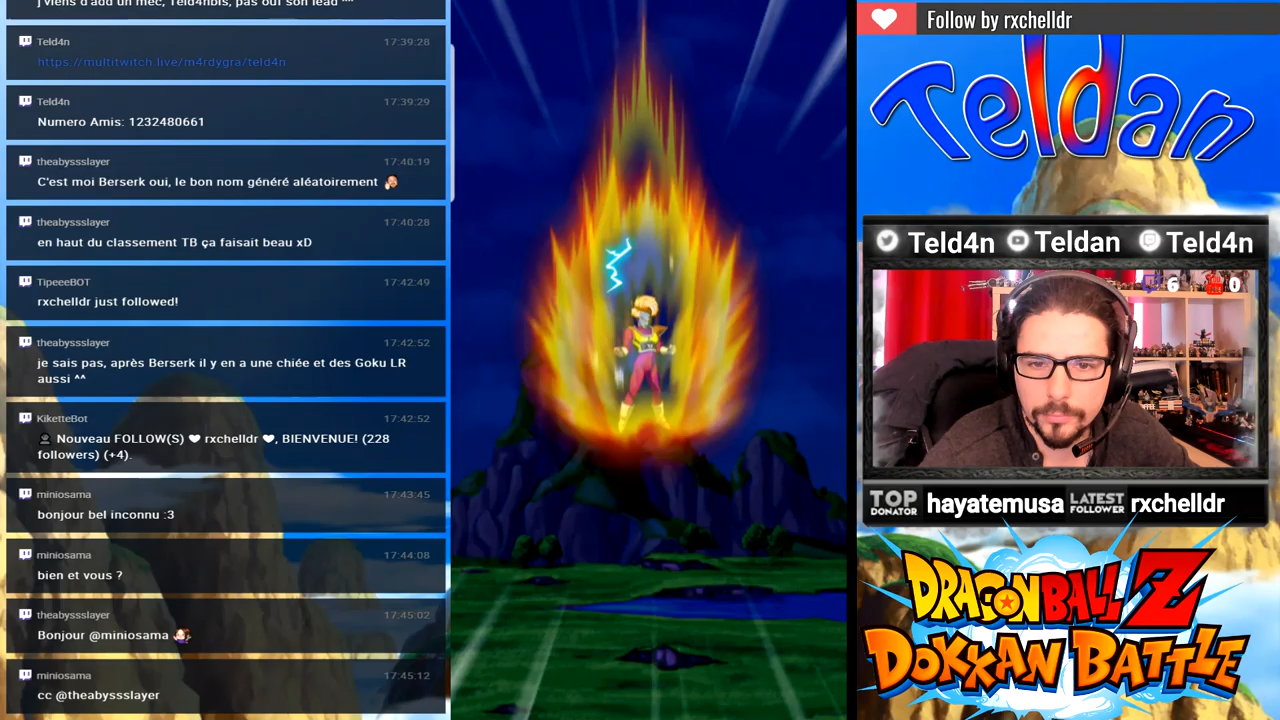 j'viens d'add un mec, Teld4nbis, pas ouf son lead ^^
Teld4n 17:39:28
https://multitwitch.live/m4rdygra/teld4n
Teld4n 17:39:29
Numero Amis: 1232480661
theabyssslayer 17:40:19
C'est moi Berserk oui, le bon nom généré aléatoirement
theabyssslayer 17:40:28
en haut du classement TB ça faisait beau xD
TipeeeBOT 17:42:49
rxchelldr just followed!
theabyssslayer 17:42:52
je sais pas, après Berserk il y en a une chiée et des Goku LR
aussi ^^
KiketteBot 17:42:52
Nouveau FOLLOW(S) ❤ rxchelldr ❤, BIENVENUE! (228
followers) (+4).
miniosama 17:43:45
bonjour bel inconnu :3
miniosama 17:44:08
bien et vous ?
theabyssslayer 17:45:02
Bonjour @miniosama
miniosama 17:45:12
cc @theabyssslayer
Follow by rxchelldr
Teldan
Teld4n Teldan Teld4n
6 0
TOP DONATOR hayatemusa LATEST FOLLOWER rxchelldr
DRAGON BALL Z
DOKKAN BATTLE